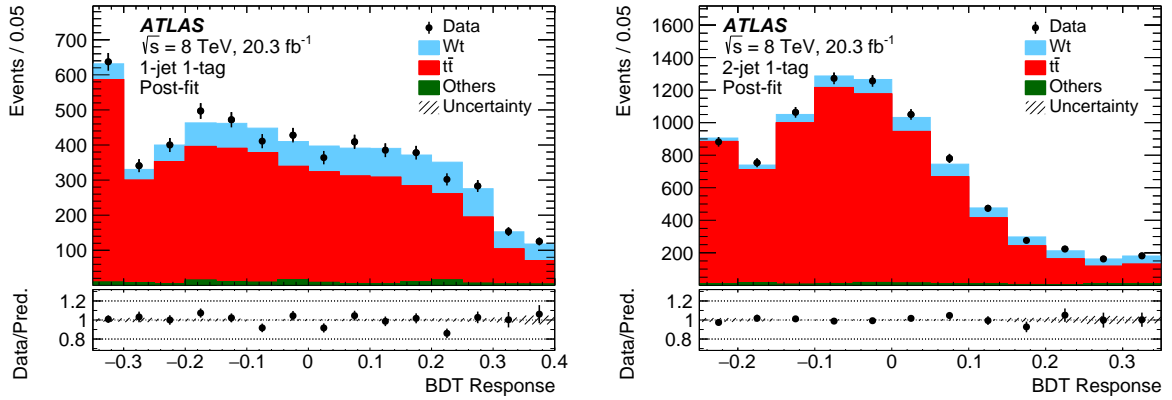 Events / 0.05
700
600
500
400
300
200
100
ATLAS
√s = 8 TeV, 20.3 fb⁻¹
1-jet 1-tag
Post-fit
Data
Wt
tt̄
Others
Uncertainty
Data/Pred.
1.2
1
0.8
−0.3 −0.2 −0.1 0 0.1 0.2 0.3 0.4
BDT Response
Events / 0.05
1600
1400
1200
1000
800
600
400
200
ATLAS
√s = 8 TeV, 20.3 fb⁻¹
2-jet 1-tag
Post-fit
Data
Wt
tt̄
Others
Uncertainty
Data/Pred.
1.2
1
0.8
−0.2 −0.1 0 0.1 0.2 0.3
BDT Response